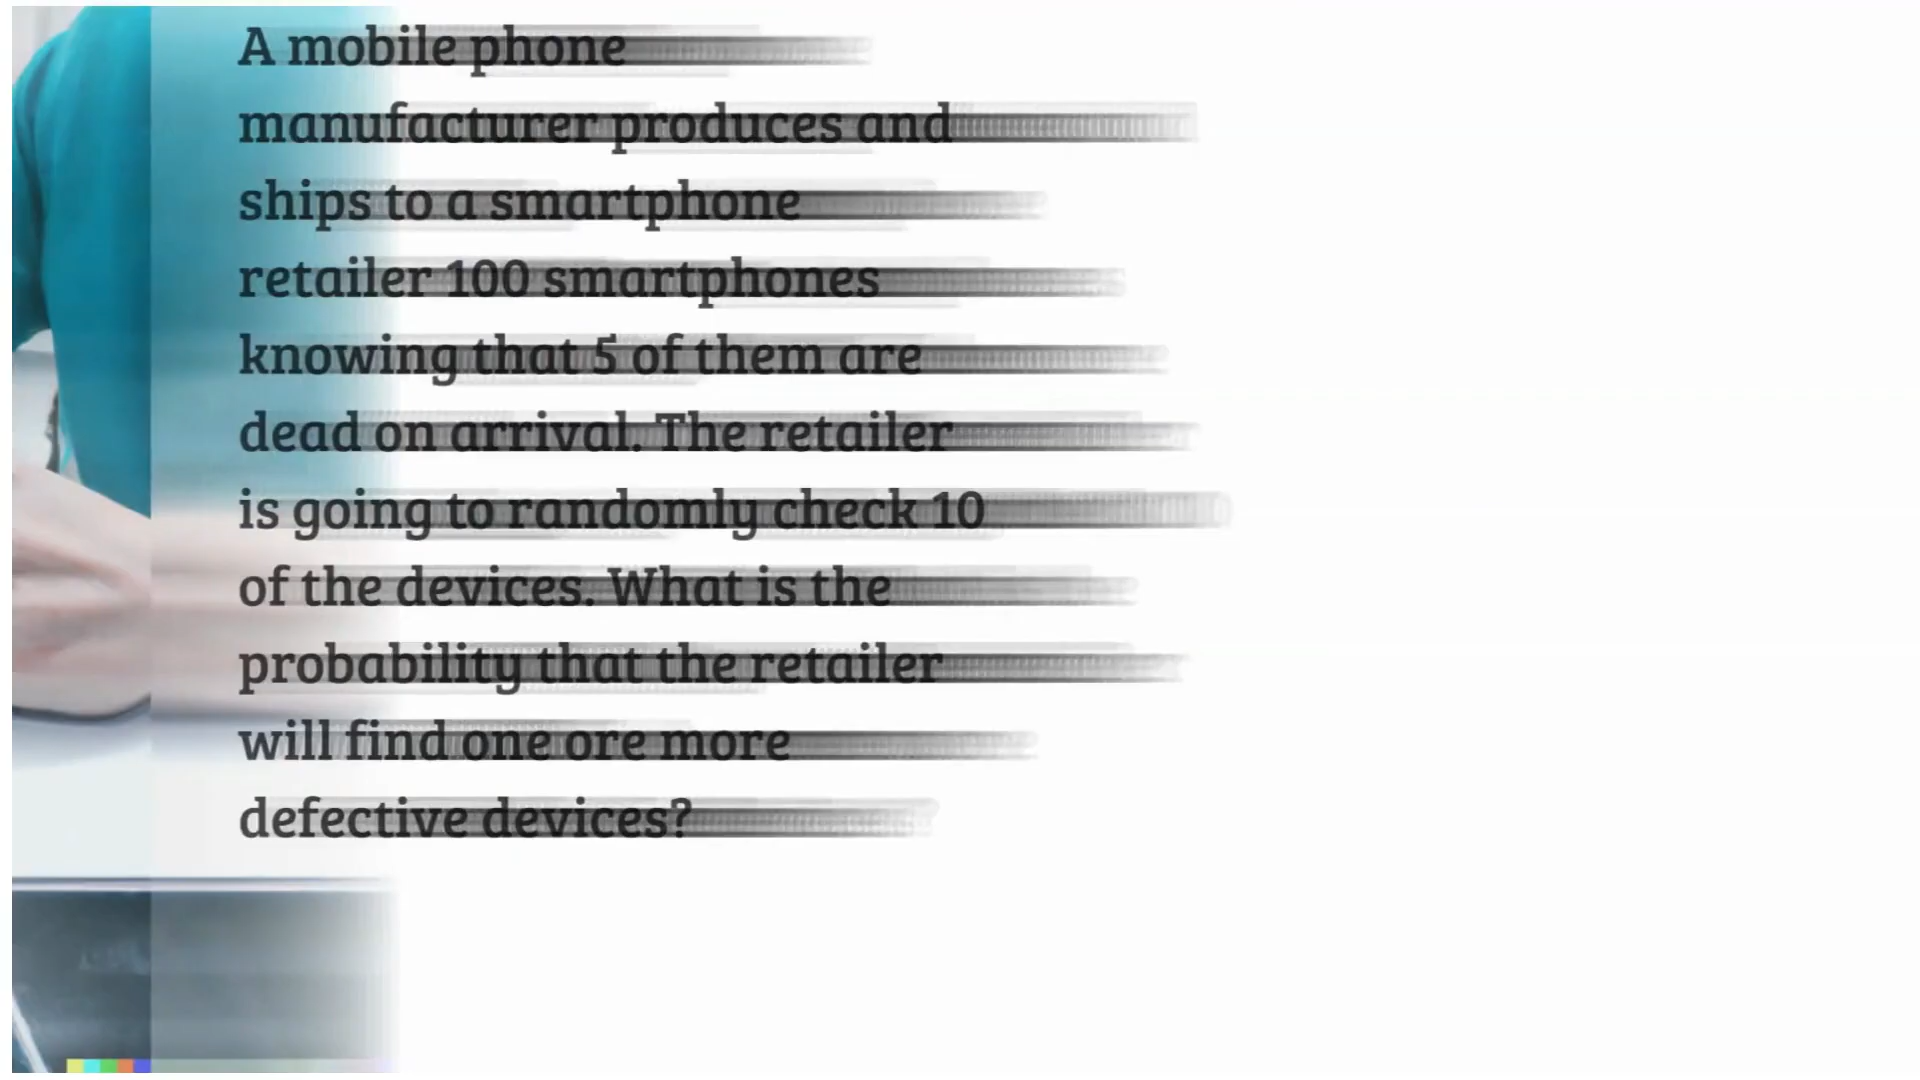 A mobile phone
manufacturer produces and
ships to a smartphone
retailer 100 smartphones
knowing that 5 of them are
dead on arrival. The retailer
is going to randomly check 10
of the devices. What is the
probability that the retailer
will find one ore more
defective devices?